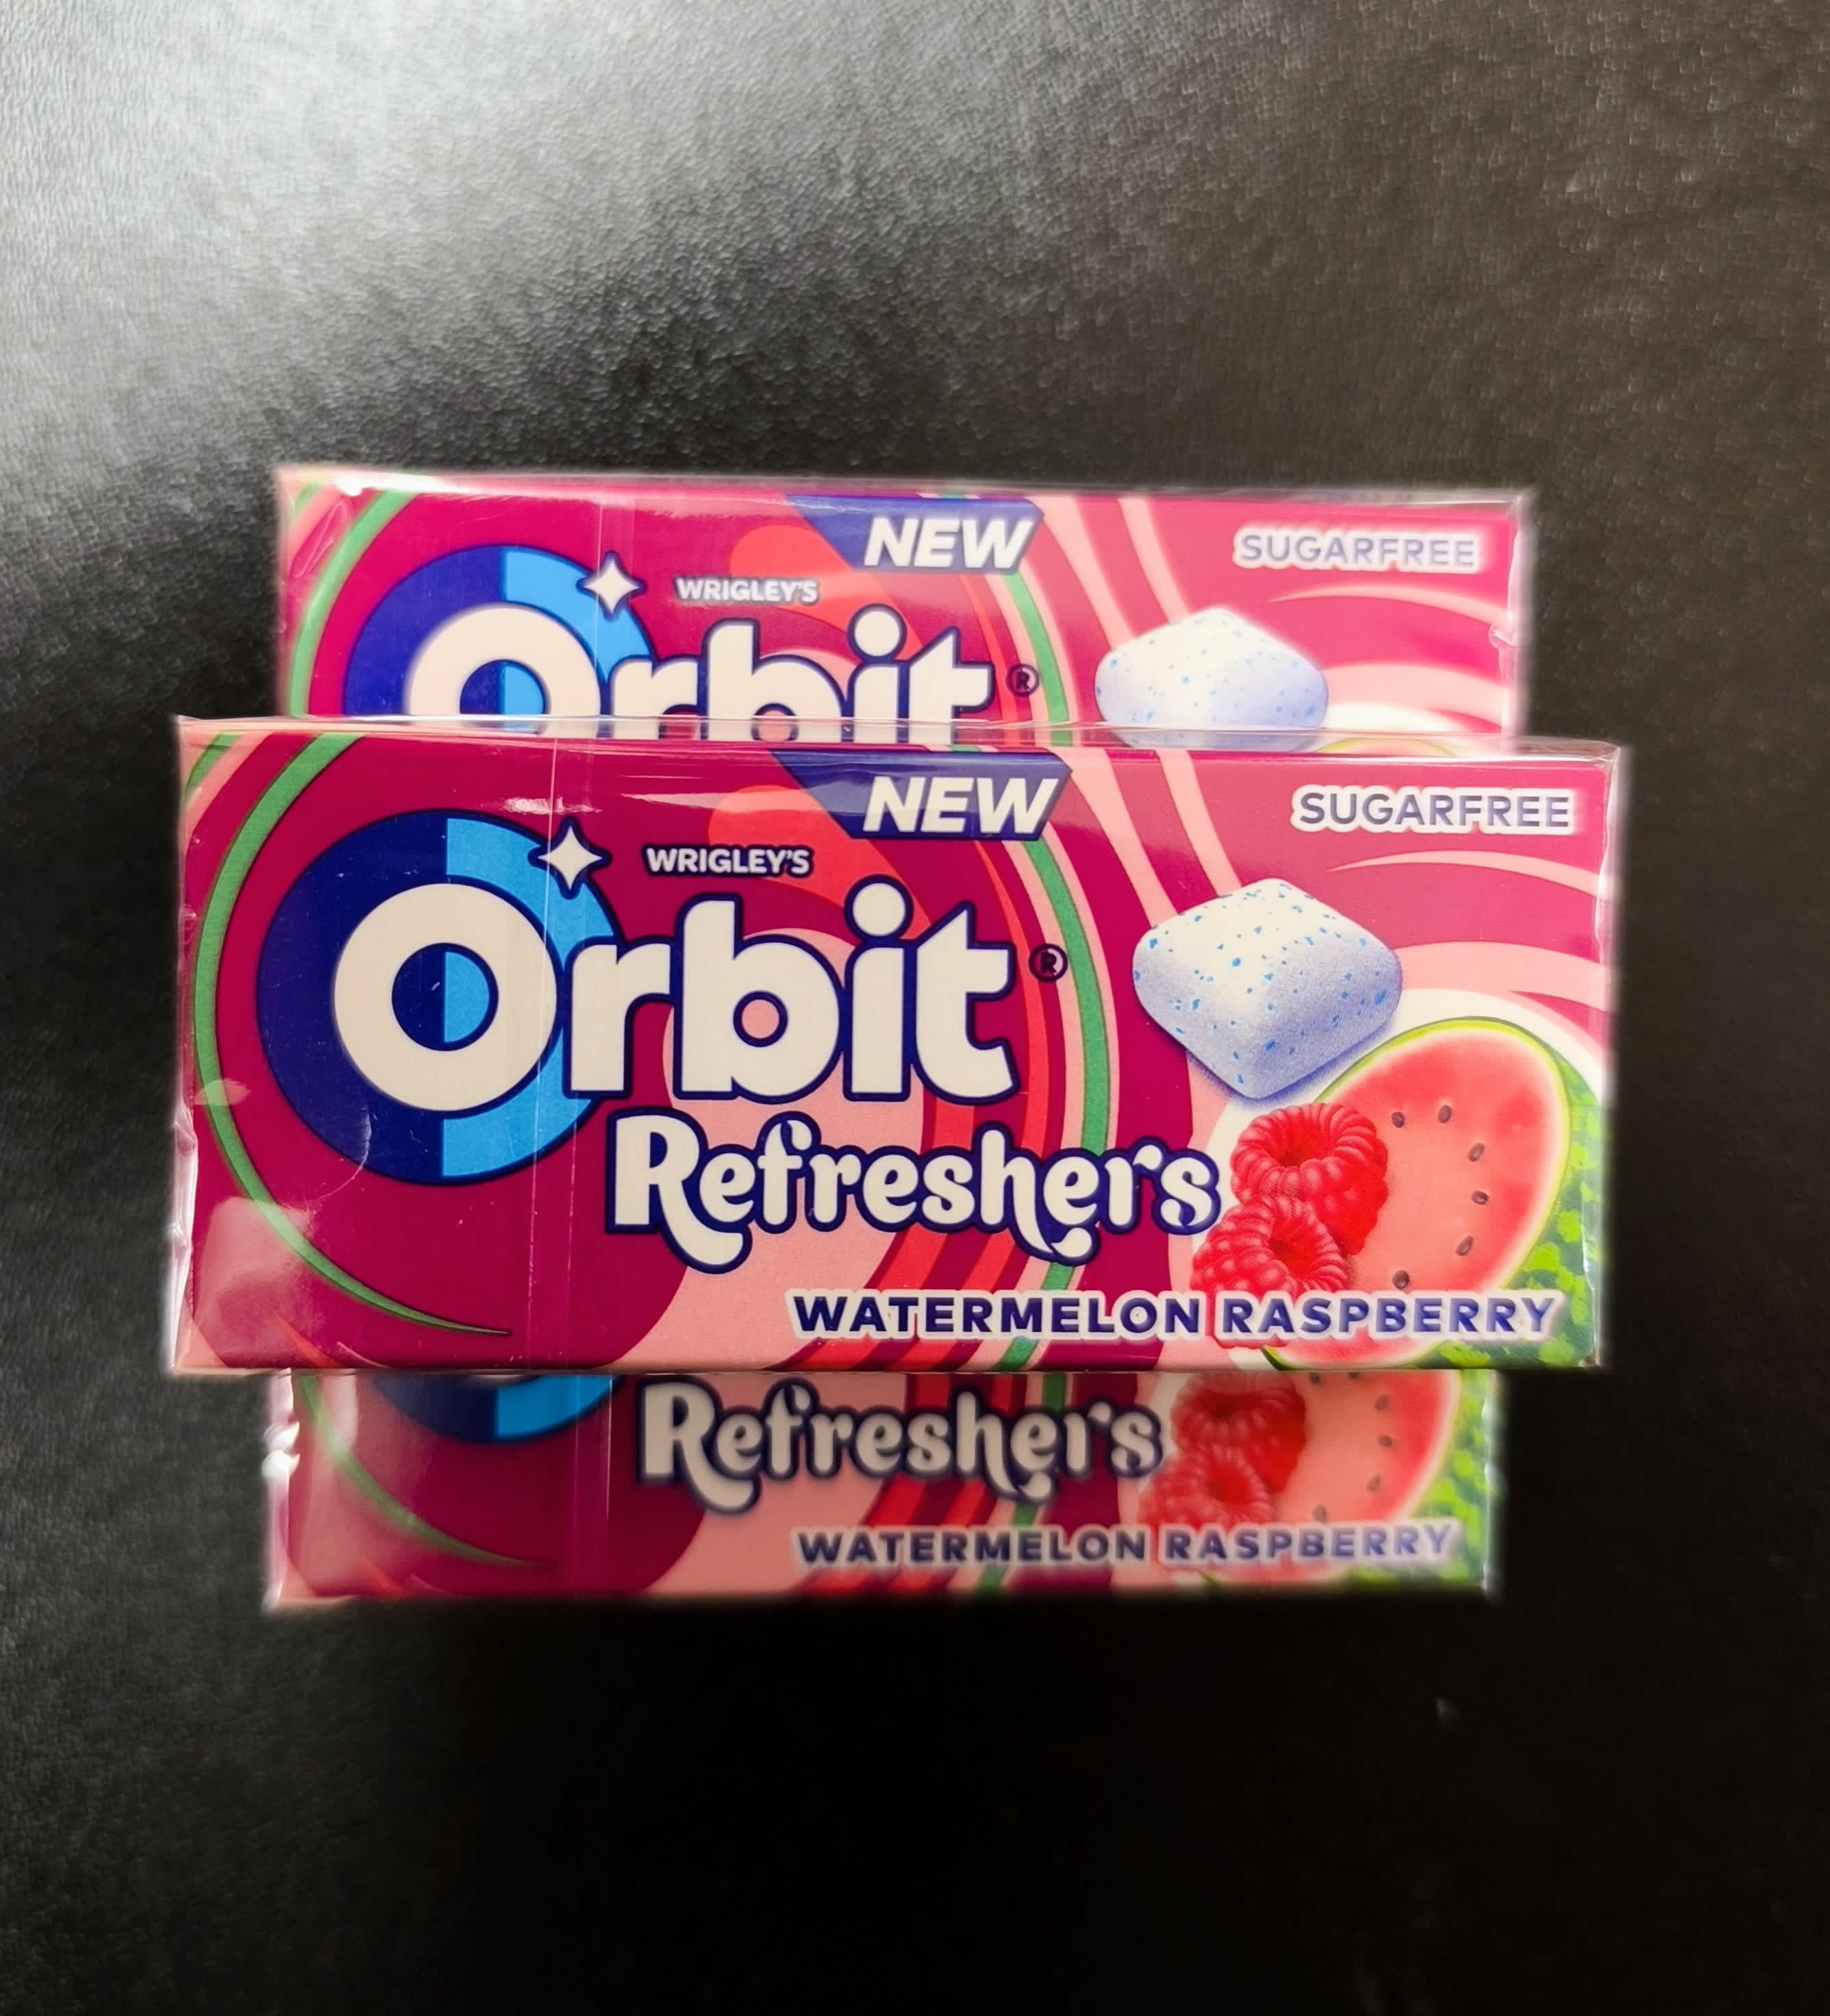 NEW
SUGARFREE
WRIGLEY'S
Orbit®
NEW
SUGARFREE
WRIGLEY'S
Orbit®
Refreshers
WATERMELON RASPBERRY
Refreshers
WATERMELON RASPBERRY